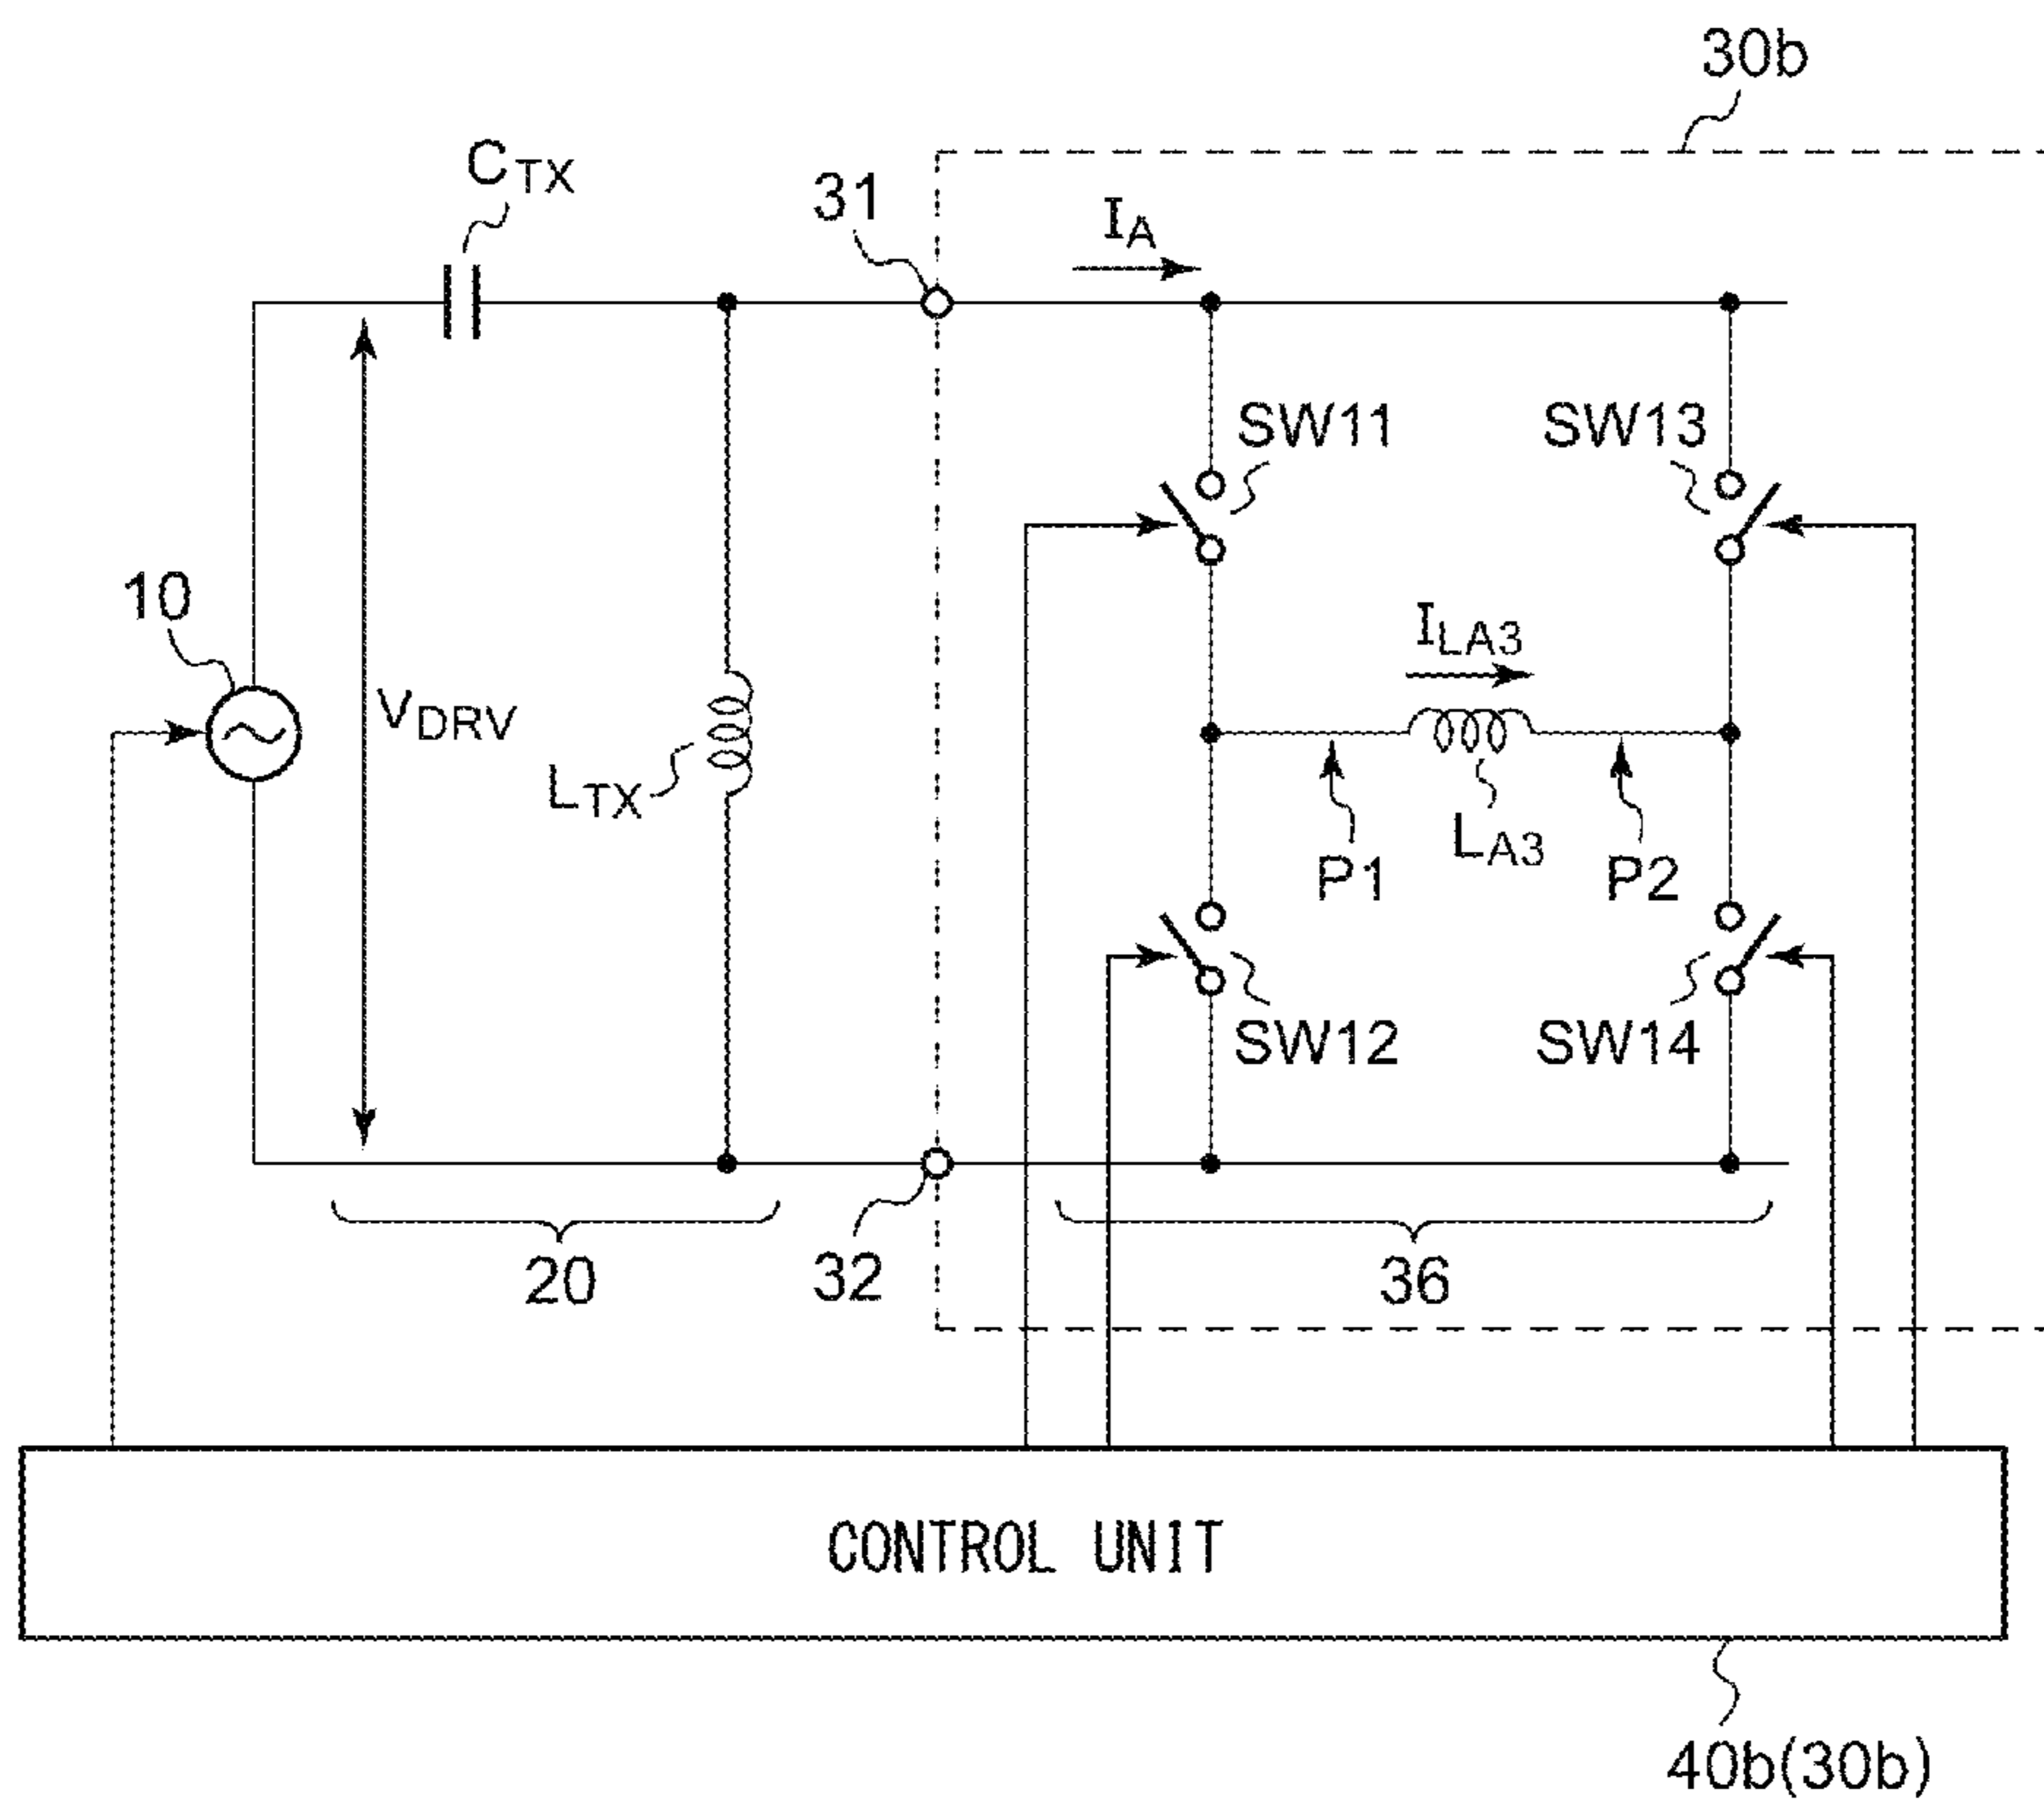 30b
CTX
31
IA
SW11
SW13
10
VDRV
ILA3
LTX
LA3
P1
P2
SW12
SW14
20
32
36
CONTROL UNIT
40b(30b)